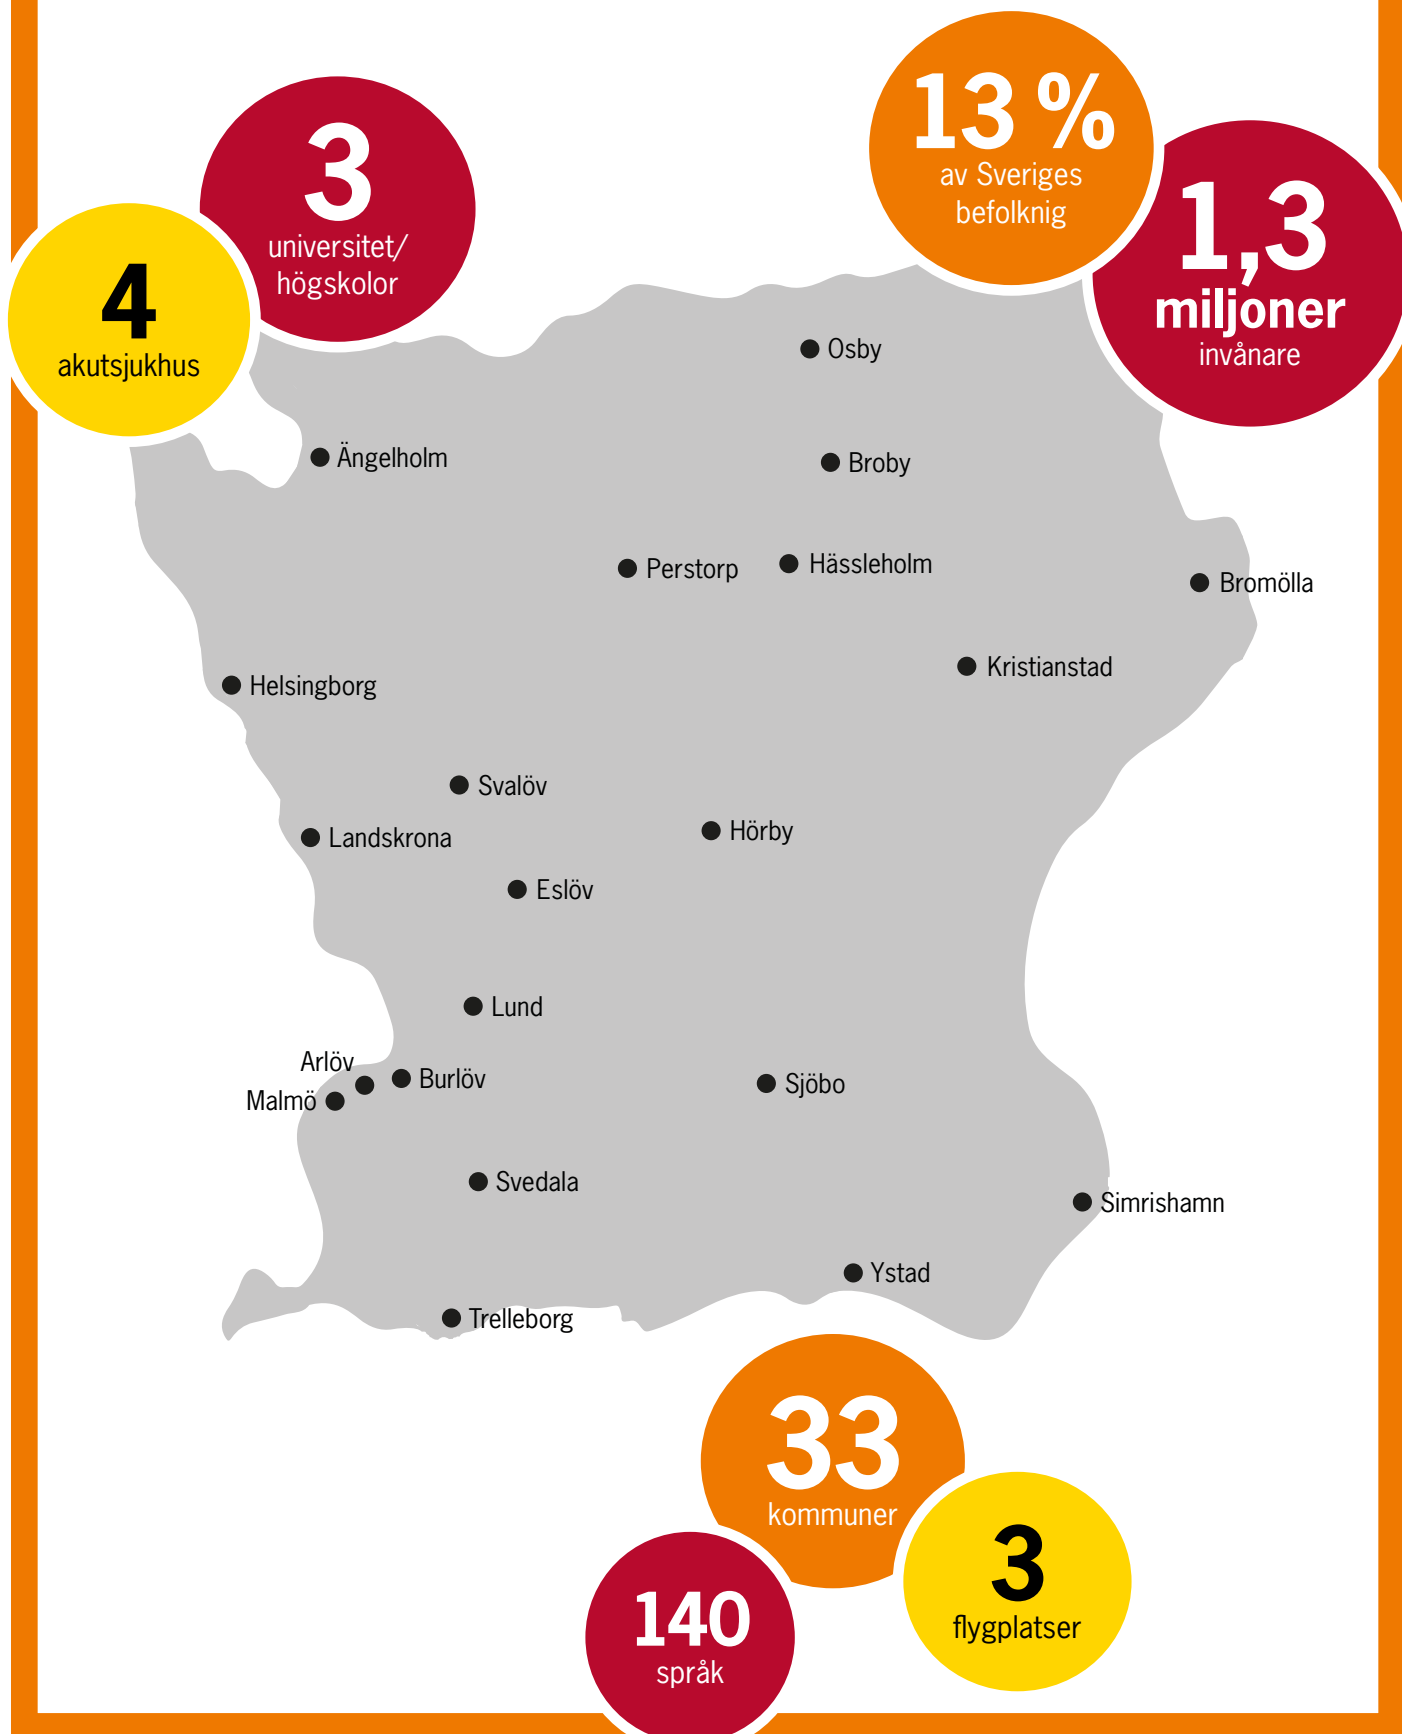 13 %
av Sveriges
befolknig
3
universitet/
högskolor
1,3
miljoner
invånare
4
akutsjukhus
Osby
Ängelholm
Broby
Perstorp
Hässleholm
Bromölla
Kristianstad
Helsingborg
Svalöv
Landskrona
Hörby
Eslöv
Lund
Arlöv
Burlöv
Malmö
Sjöbo
Svedala
Simrishamn
Ystad
Trelleborg
33
kommuner
3
flygplatser
140
språk